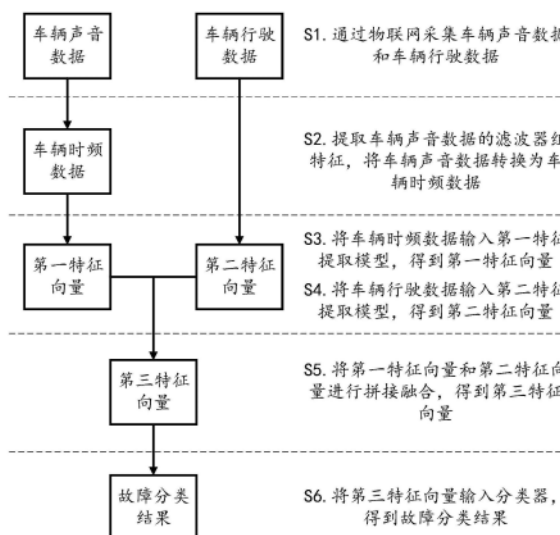 车辆声音
数据
车辆行驶
数据
S1.通过物联网采集车辆声音数据
和车辆行驶数据
车辆时频
数据
S2.提取车辆声音数据的滤波器组
特征，将车辆声音数据转换为车
辆时频数据
第一特征
向量
第二特征
向量
S3.将车辆时频数据输入第一特征
提取模型，得到第一特征向量
S4.将车辆行驶数据输入第二特征
提取模型，得到第二特征向量
第三特征
向量
S5.将第一特征向量和第二特征向
量进行拼接融合，得到第三特征
向量
故障分类
结果
S6.将第三特征向量输入分类器，
得到故障分类结果